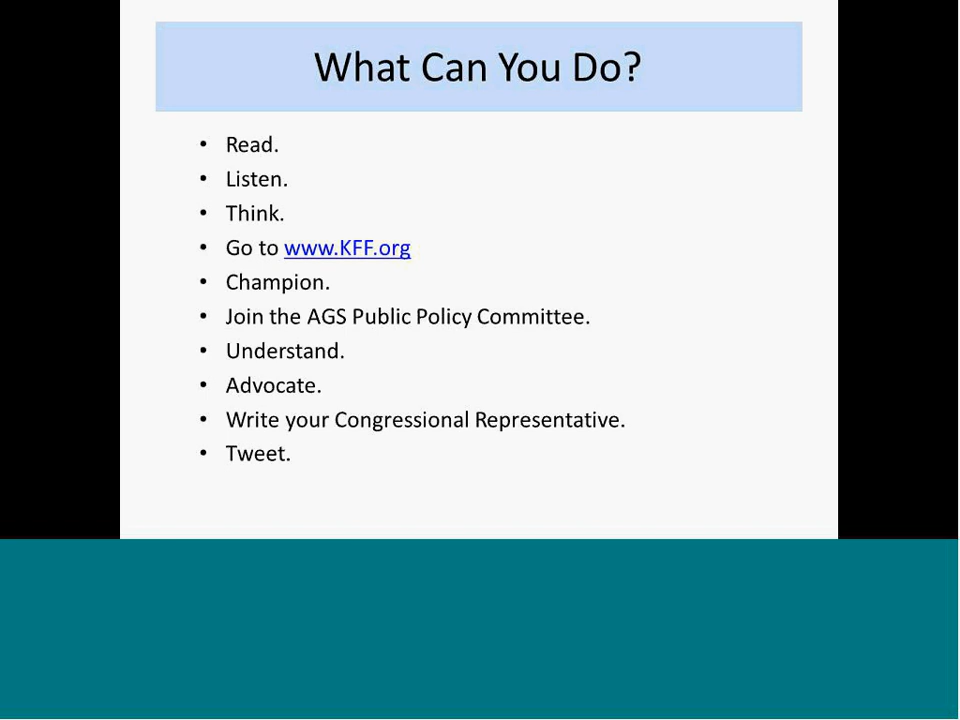 What Can You Do?
• Read.
• Listen.
• Think.
• Go to www.KFF.org
• Champion.
• Join the AGS Public Policy Committee.
• Understand.
• Advocate.
• Write your Congressional Representative.
• Tweet.